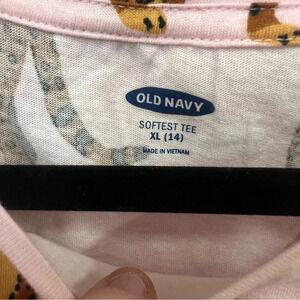 OLD NAVY
SOFTEST TEE
XL (14)
MADE IN VIETNAM